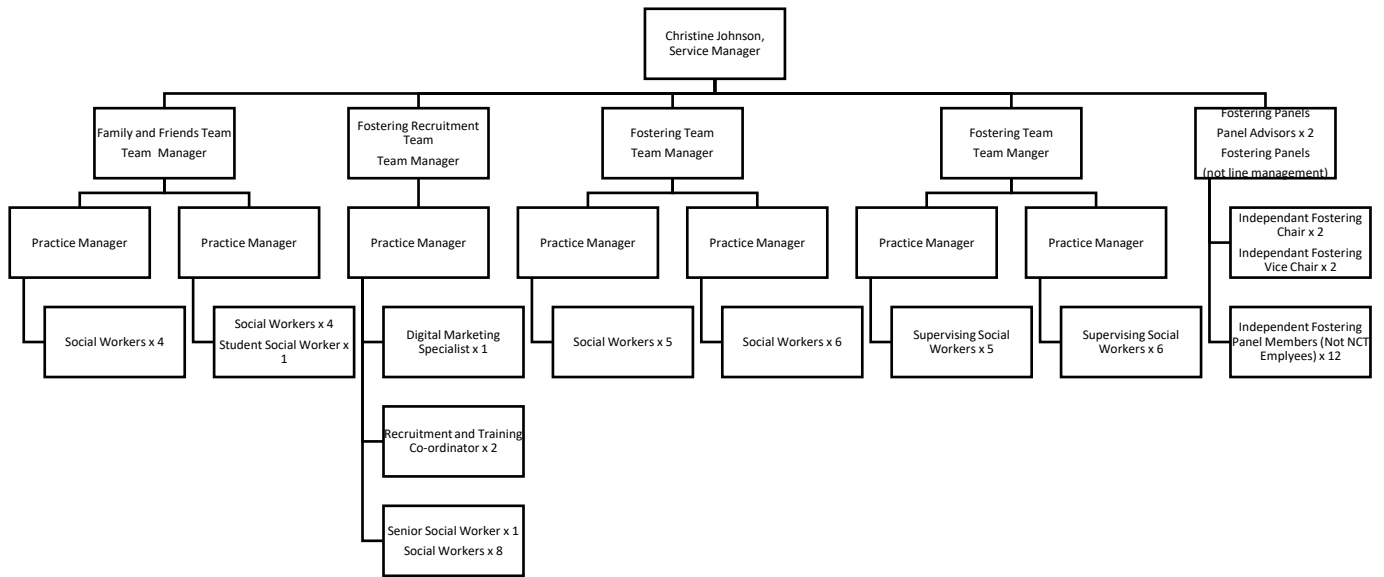 Christine Johnson,
Service Manager
Family and Friends Team
Team Manager
Fostering Recruitment
Team
Team Manager
Fostering Team
Team Manager
Fostering Team
Team Manger
Fostering Panels
Panel Advisors x 2
Fostering Panels
(not line management)
Practice Manager
Practice Manager
Practice Manager
Practice Manager
Practice Manager
Practice Manager
Practice Manager
Independant Fostering
Chair x 2
Independant Fostering
Vice Chair x 2
Social Workers x 4
Social Workers x 4
Student Social Worker x
1
Digital Marketing
Specialist x 1
Social Workers x 5
Social Workers x 6
Supervising Social
Workers x 5
Supervising Social
Workers x 6
Independent Fostering
Panel Members (Not NCT
Emplyees) x 12
Recruitment and Training
Co-ordinator x 2
Senior Social Worker x 1
Social Workers x 8